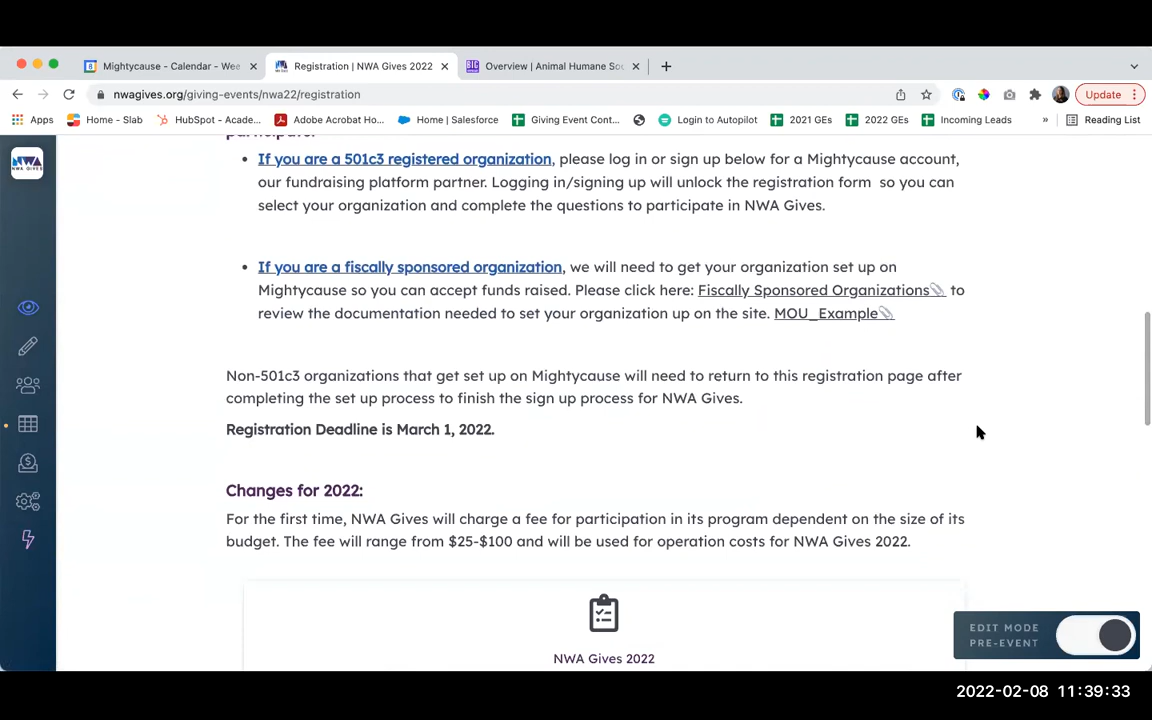 Mightycause - Calendar - Wee
Registration | NWA Gives 2022
Overview | Animal Humane Soc
nwagives.org/giving-events/nwa22/registration
Update
Apps
Home - Slab
HubSpot - Acade...
Adobe Acrobat Ho...
Home | Salesforce
Giving Event Cont...
Login to Autopilot
2021 GEs
2022 GEs
Incoming Leads
»
Reading List
NWA
NWA GIVES
participate.
• If you are a 501c3 registered organization, please log in or sign up below for a Mightycause account,
our fundraising platform partner. Logging in/signing up will unlock the registration form so you can
select your organization and complete the questions to participate in NWA Gives.
• If you are a fiscally sponsored organization, we will need to get your organization set up on
Mightycause so you can accept funds raised. Please click here: Fiscally Sponsored Organizations to
review the documentation needed to set your organization up on the site. MOU_Example
Non-501c3 organizations that get set up on Mightycause will need to return to this registration page after
completing the set up process to finish the sign up process for NWA Gives.
Registration Deadline is March 1, 2022.
Changes for 2022:
For the first time, NWA Gives will charge a fee for participation in its program dependent on the size of its
budget. The fee will range from $25-$100 and will be used for operation costs for NWA Gives 2022.
NWA Gives 2022
EDIT MODE
PRE-EVENT
2022-02-08 11:39:33